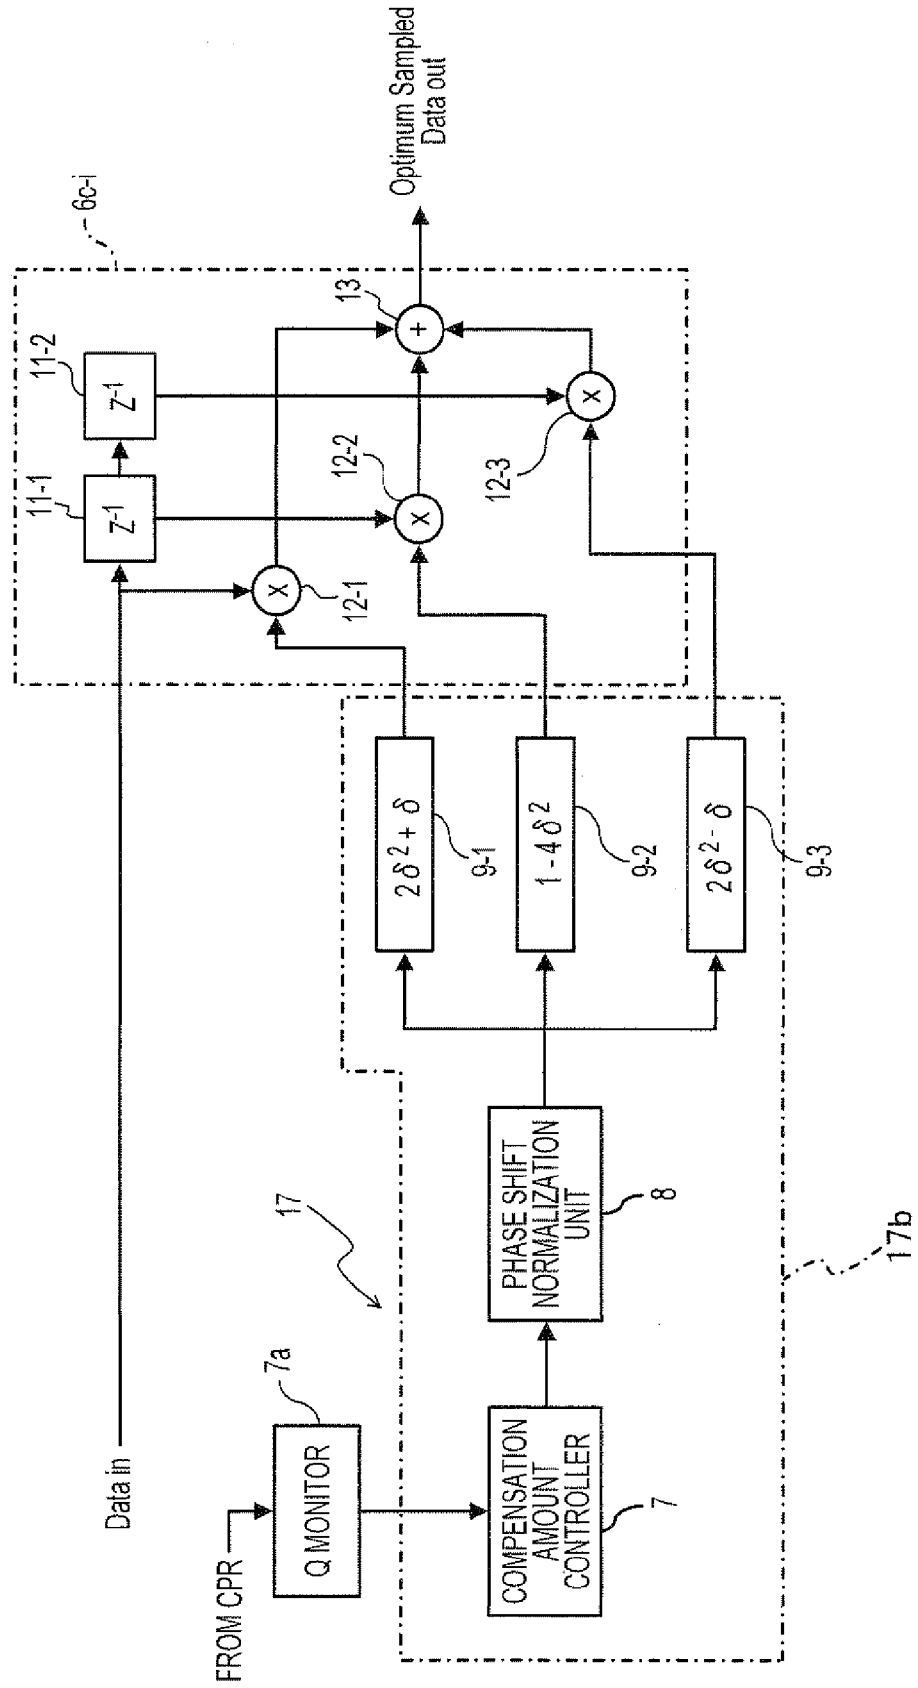 FROM CPR
Data in
Q MONITOR
7a
17
COMPENSATION
AMOUNT
CONTROLLER
7
PHASE SHIFT
NORMALIZATION
UNIT
8
17b
2δ² + δ
9-1
1 - 4δ²
9-2
2δ² - δ
9-3
6c-i
Z⁻¹
11-1
Z⁻¹
11-2
X
12-1
X
12-2
X
12-3
+
13
Optimum Sampled
Data out